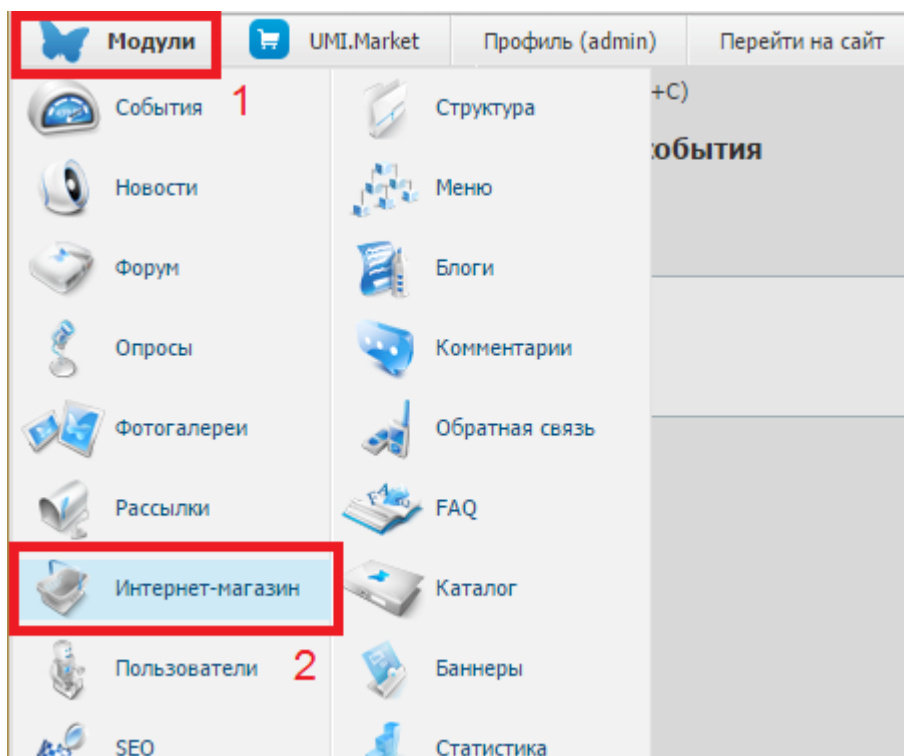 Модули UMI.Market Профиль (admin) Перейти на сайт
События 1 Структура +C)
события
Новости Меню
Форум Блоги
Опросы Комментарии
Фотогалереи Обратная связь
Рассылки FAQ
Интернет-магазин Каталог
Пользователи 2 Баннеры
SEO Статистика